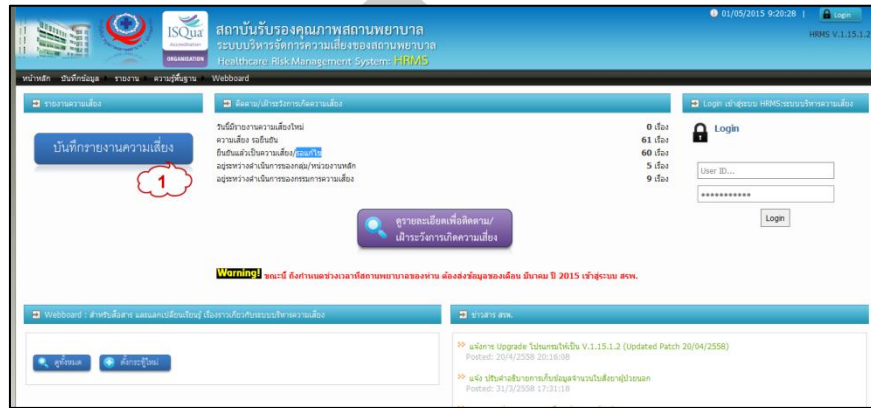 ISQua
Accreditation
ORGANISATION
สถาบันรับรองคุณภาพสถานพยาบาล
ระบบบริหารจัดการความเสี่ยงของสถานพยาบาล
Healthcare Risk Management System: HRMS
01/05/2015 9:20:28 | Login
HRMS V.1.15.1.2
หน้าหลัก บันทึกข้อมูล รายงาน ความรู้พื้นฐาน Webboard
รายงานความเสี่ยง
บันทึกรายงานความเสี่ยง
1
ติดตาม/เฝ้าระวังการเกิดความเสี่ยง
วันนี้มีรายงานความเสี่ยงใหม่ 0 เรื่อง
ความเสี่ยง รอยืนยัน 61 เรื่อง
ยืนยันแล้วเป็นความเสี่ยง/รอแก้ไข 60 เรื่อง
อยู่ระหว่างดำเนินการของกลุ่ม/หน่วยงานหลัก 5 เรื่อง
อยู่ระหว่างดำเนินการของกรรมการความเสี่ยง 9 เรื่อง
ดูรายละเอียดเพื่อติดตาม/
เฝ้าระวังการเกิดความเสี่ยง
Warning! ขณะนี้ ถึงกำหนดช่วงเวลาที่สถานพยาบาลของท่าน ต้องส่งข้อมูลของเดือน มีนาคม ปี 2015 เข้าสู่ระบบ สรพ.
Login เข้าสู่ระบบ HRMS:ระบบบริหารความเสี่ยง
Login
User ID...
Login
Webboard : สำหรับสื่อสาร และแลกเปลี่ยนเรียนรู้ เรื่องราวเกี่ยวกับระบบบริหารความเสี่ยง
ดูทั้งหมด
ตั้งกระทู้ใหม่
ข่าวสาร สรพ.
แจ้งการ Upgrade โปรแกรมให้เป็น V.1.15.1.2 (Updated Patch 20/04/2558)
Posted: 20/4/2558 20:16:08
แจ้ง ปรับคำอธิบายการเก็บข้อมูลจำนวนใบสั่งยาผู้ป่วยนอก
Posted: 31/3/2558 17:31:18